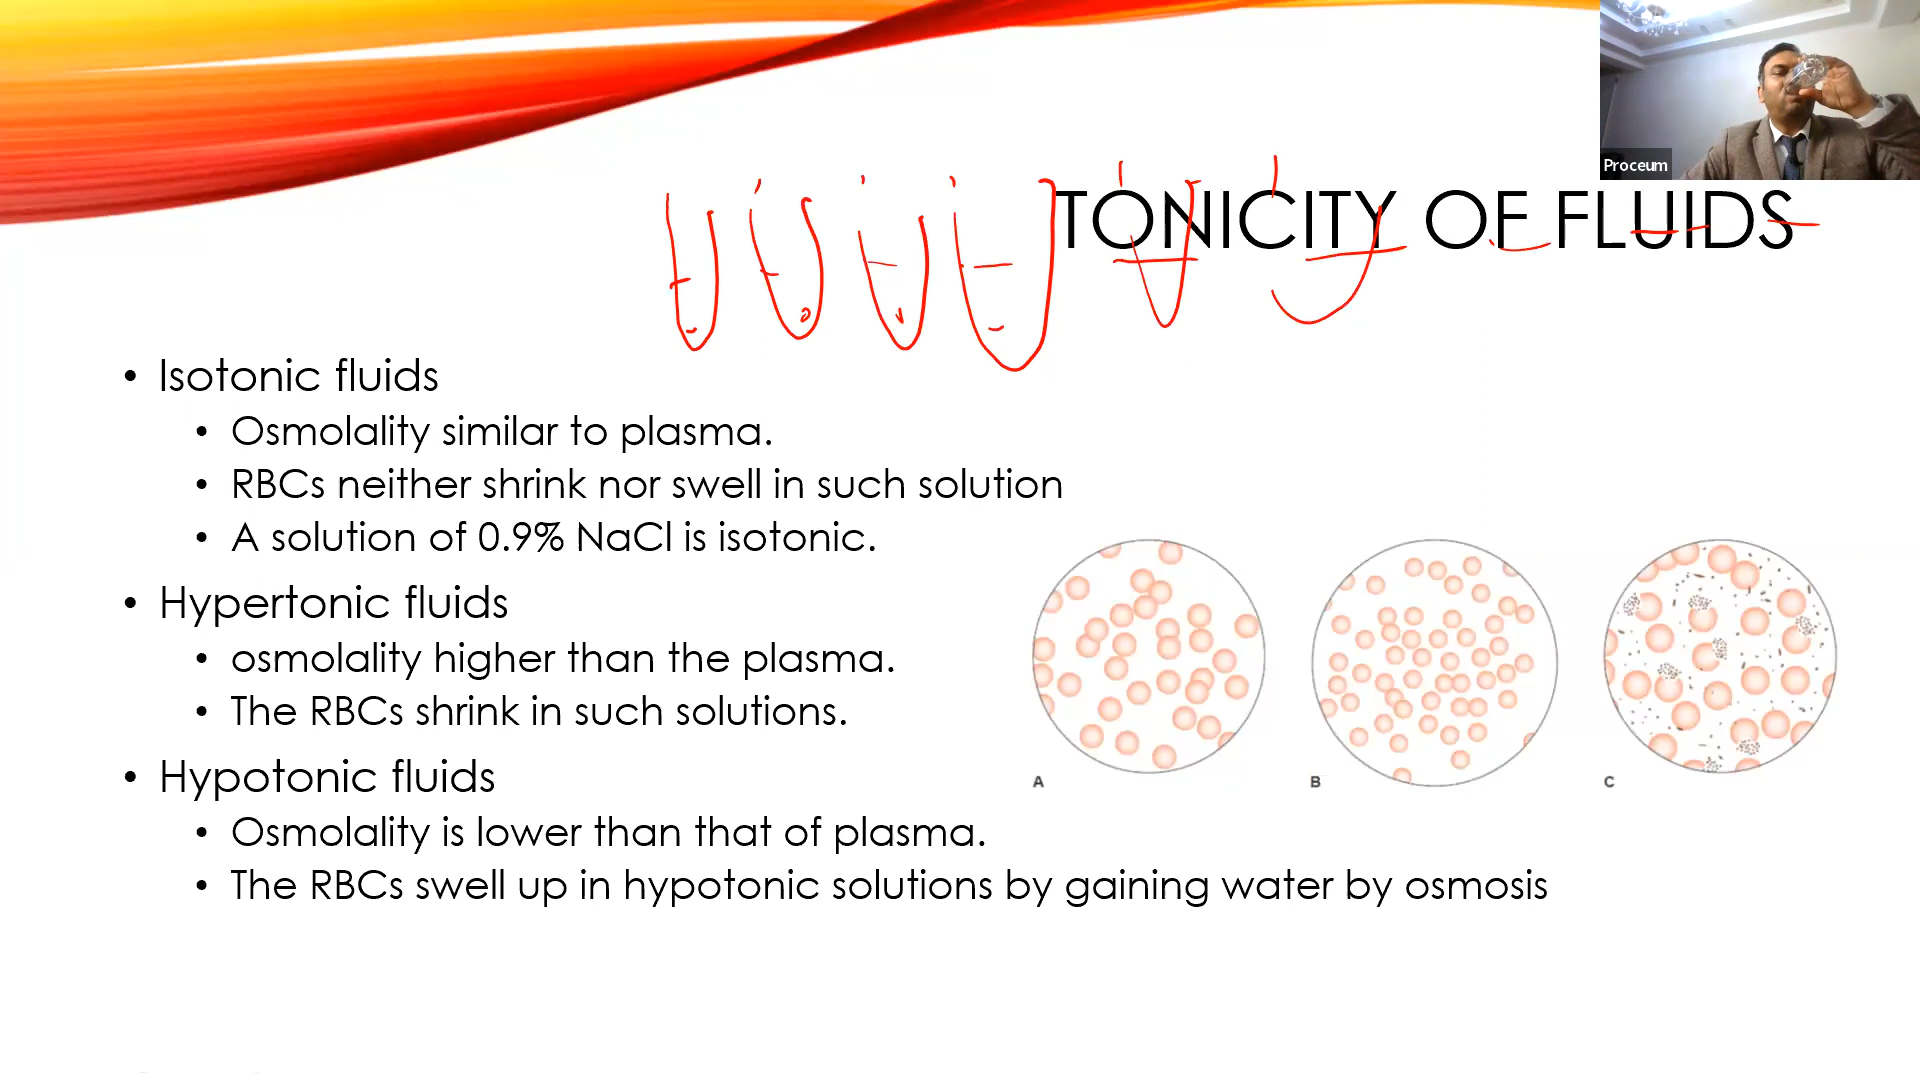 Proceum
TONICITY OF FLUIDS
• Isotonic fluids
• Osmolality similar to plasma.
• RBCs neither shrink nor swell in such solution
• A solution of 0.9% NaCl is isotonic.
• Hypertonic fluids
• osmolality higher than the plasma.
• The RBCs shrink in such solutions.
• Hypotonic fluids
• Osmolality is lower than that of plasma.
• The RBCs swell up in hypotonic solutions by gaining water by osmosis
A
B
C